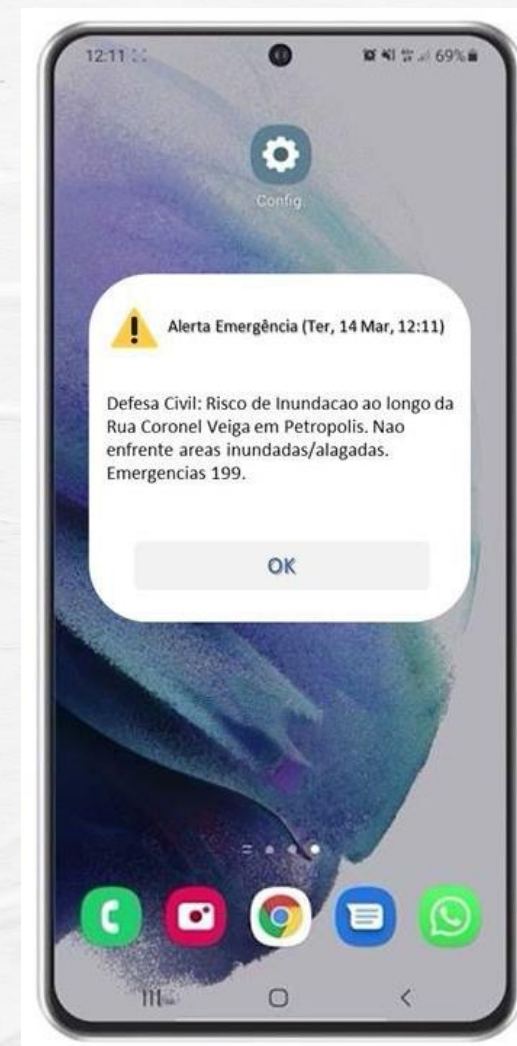 12:11
69%
Config.
Alerta Emergência (Ter, 14 Mar, 12:11)
Defesa Civil: Risco de Inundacao ao longo da
Rua Coronel Veiga em Petropolis. Nao
enfrente areas inundadas/alagadas.
Emergencias 199.
OK